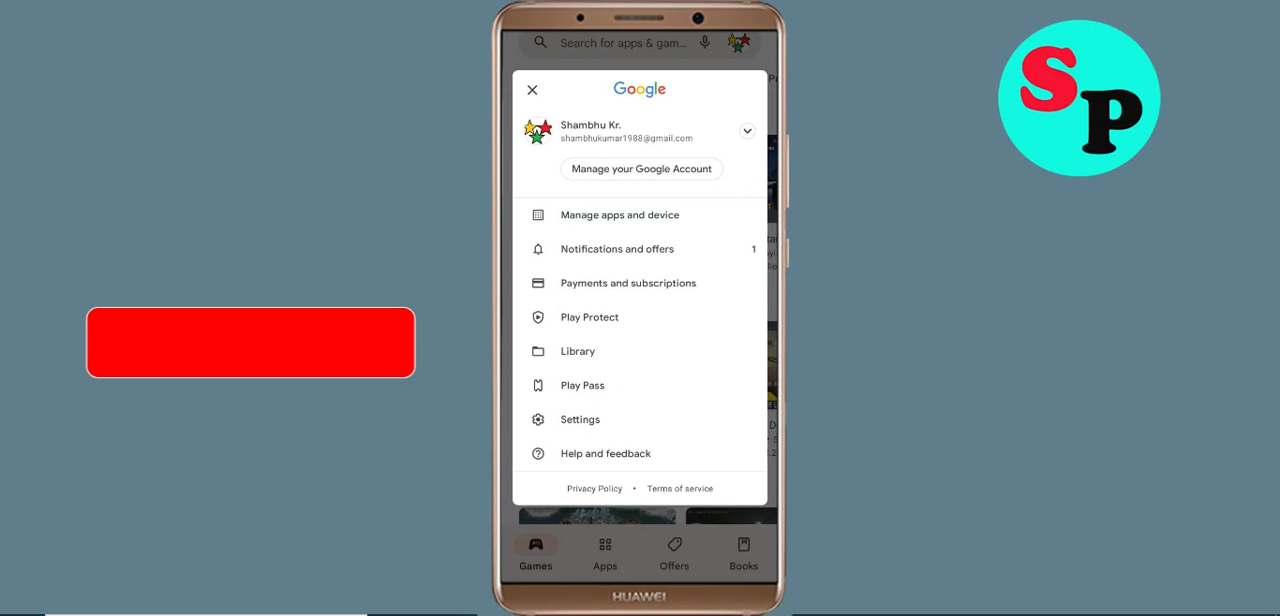 Search for apps & gam...
Google
Shambhu Kr.
shambhukumar1988@gmail.com
Manage your Google Account
Manage apps and device
Notifications and offers 1
Payments and subscriptions
Play Protect
Library
Play Pass
Settings
Help and feedback
Privacy Policy • Terms of service
Games Apps Offers Books
HUAWEI
SP